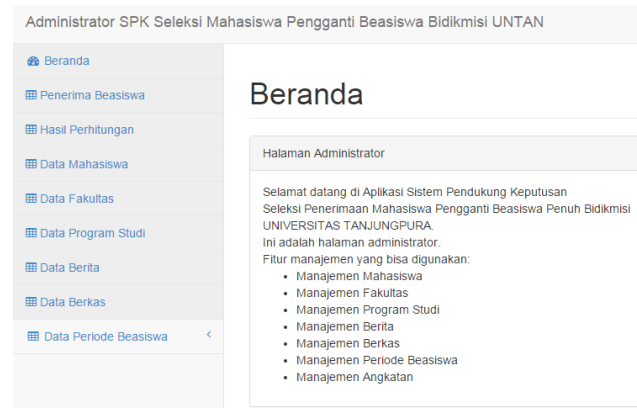 Administrator SPK Seleksi Mahasiswa Pengganti Beasiswa Bidikmisi UNTAN
Beranda
Penerima Beasiswa
Hasil Perhitungan
Data Mahasiswa
Data Fakultas
Data Program Studi
Data Berita
Data Berkas
Data Periode Beasiswa
Beranda
Halaman Administrator
Selamat datang di Aplikasi Sistem Pendukung Keputusan
Seleksi Penerimaan Mahasiswa Pengganti Beasiswa Penuh Bidikmisi
UNIVERSITAS TANJUNGPURA.
Ini adalah halaman administrator.
Fitur manajemen yang bisa digunakan:
• Manajemen Mahasiswa
• Manajemen Fakultas
• Manajemen Program Studi
• Manajemen Berita
• Manajemen Berkas
• Manajemen Periode Beasiswa
• Manajemen Angkatan